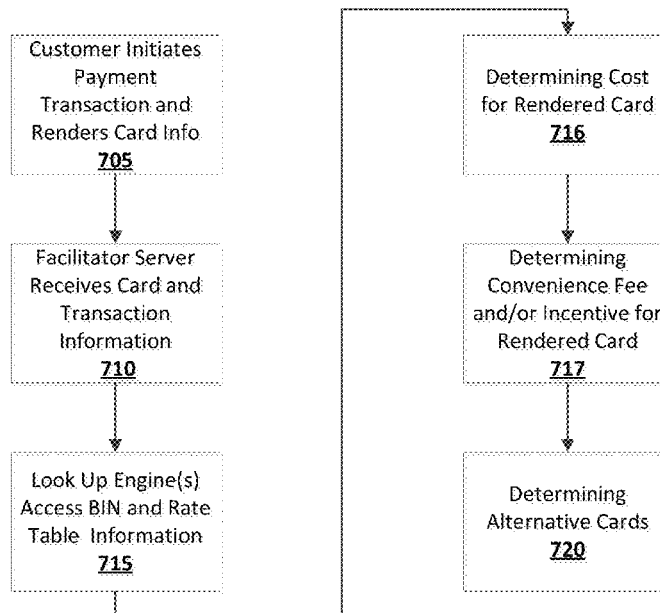 Customer Initiates
Payment
Transaction and
Renders Card Info
705
Facilitator Server
Receives Card and
Transaction
Information
710
Look Up Engine(s)
Access BIN and Rate
Table Information
715
Determining Cost
for Rendered Card
716
Determining
Convenience Fee
and/or Incentive for
Rendered Card
717
Determining
Alternative Cards
720